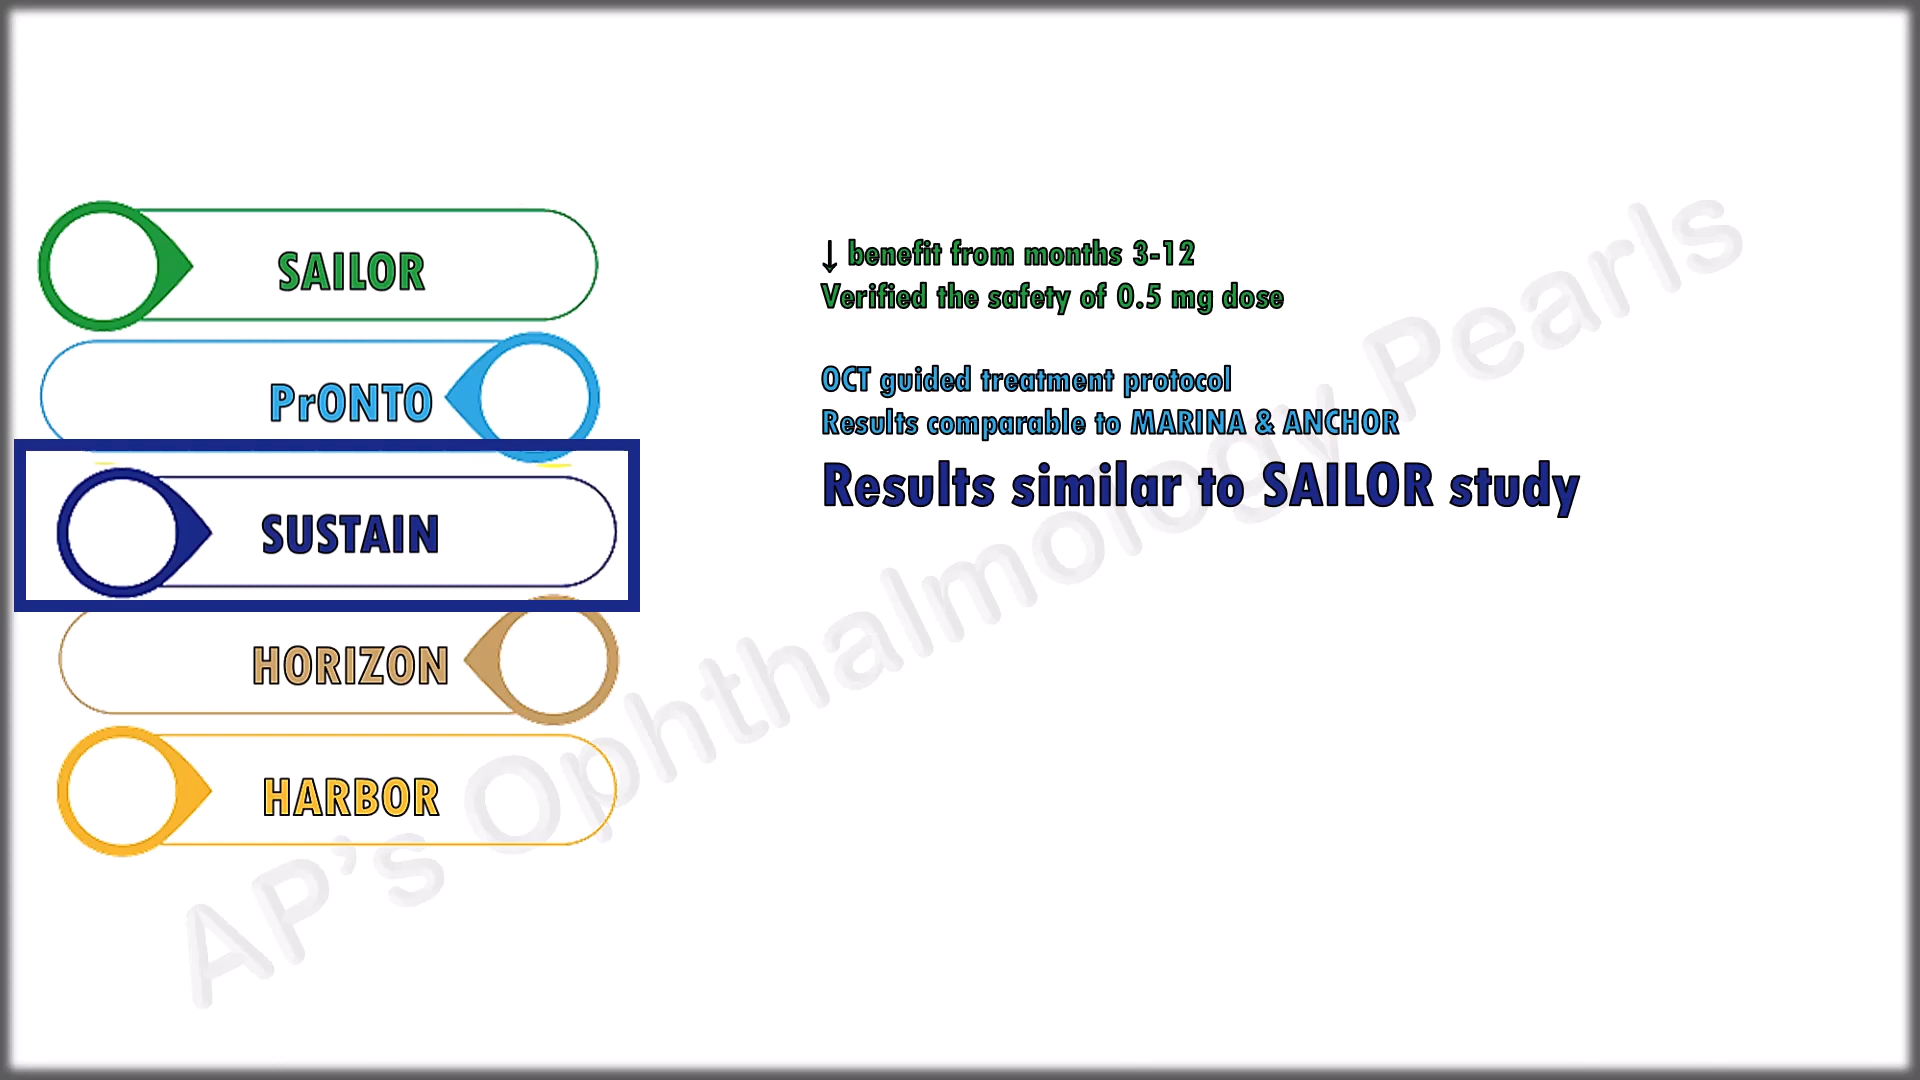 SAILOR
PrONTO
SUSTAIN
HORIZON
HARBOR
↓ benefit from months 3-12
Verified the safety of 0.5 mg dose
OCT guided treatment protocol
Results comparable to MARINA & ANCHOR
Results similar to SAILOR study
AP's Ophthalmology Pearls